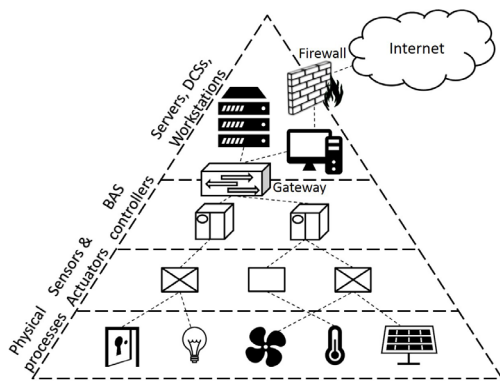 Internet
Firewall
Servers, DCSs,
Workstations
Gateway
BAS
controllers
Sensors &
Actuators
Physical
processes